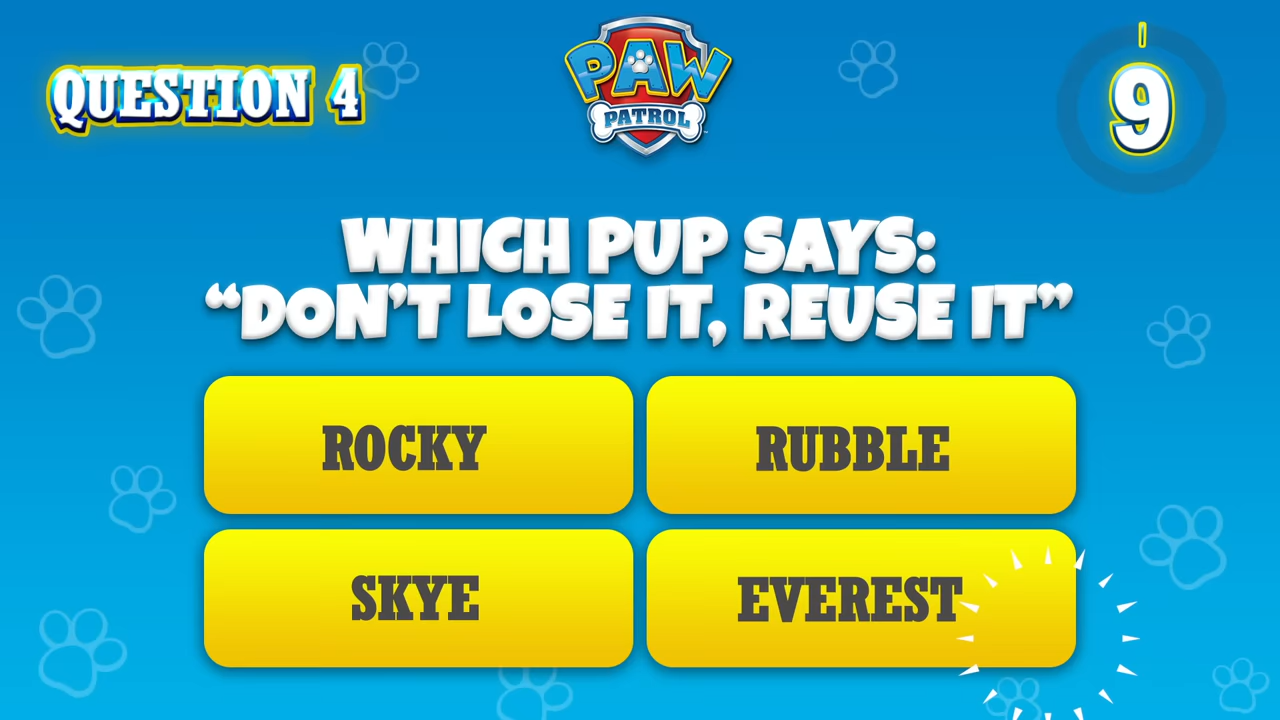 QUESTION 4
PAW
PATROL
9
WHICH PUP SAYS:
“DON’T LOSE IT, REUSE IT”
ROCKY
RUBBLE
SKYE
EVEREST